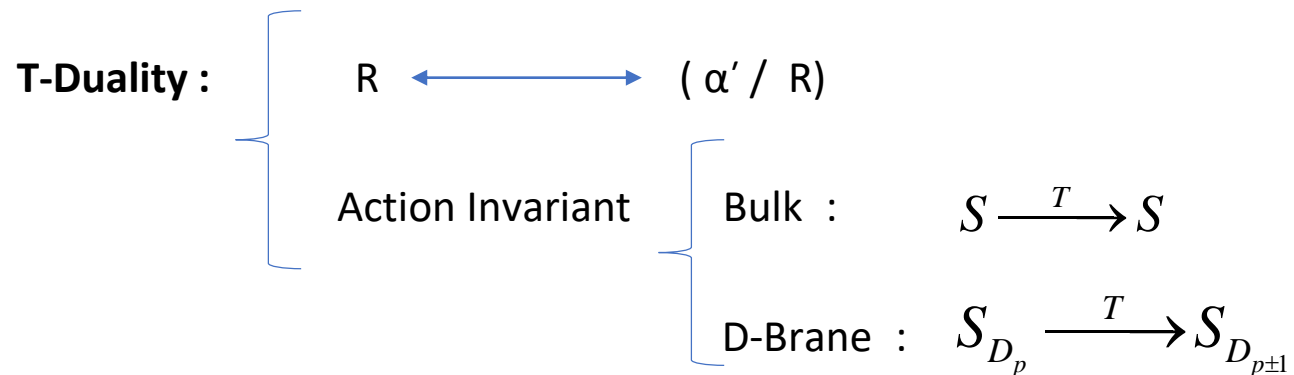 T-Duality : R ⟷ ( α′ / R)
Action Invariant
Bulk : S —T→ S
D-Brane : S_{D_p} —T→ S_{D_{p±1}}